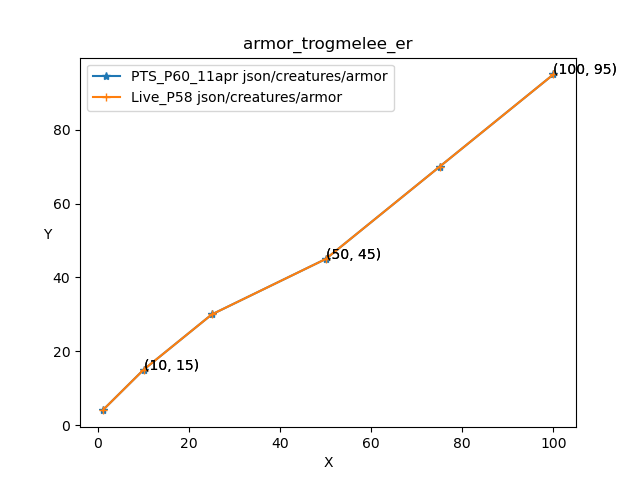 armor_trogmelee_er
PTS_P60_11apr json/creatures/armor
Live_P58 json/creatures/armor
(100, 95)
(50, 45)
(10, 15)
Y
80
60
40
20
0
0 20 40 60 80 100
X